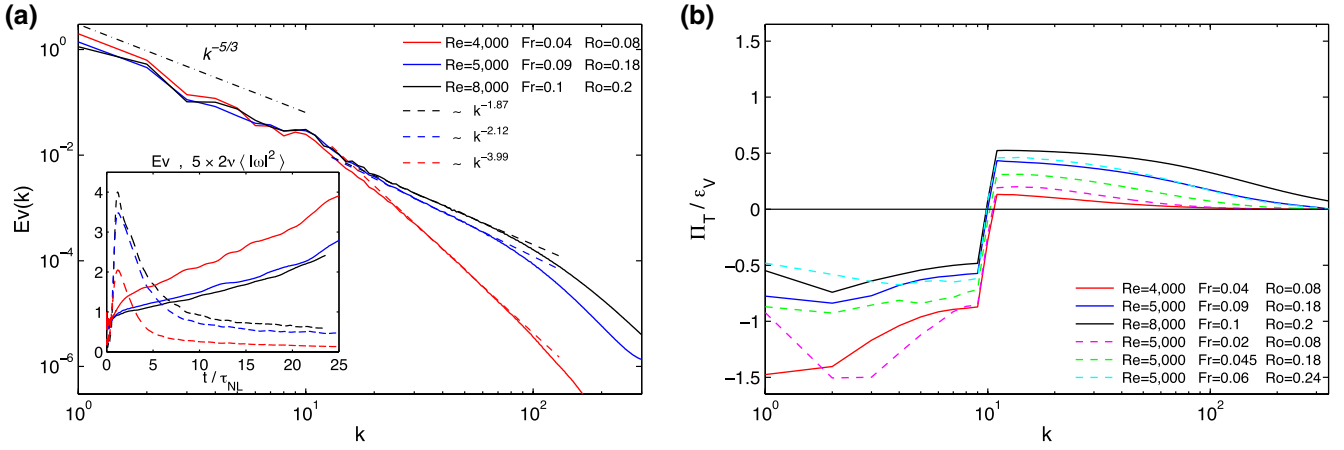 (a)
10^0
10^-2
10^-4
10^-6
Ev(k)
k^-5/3
Re=4,000 Fr=0.04 Ro=0.08
Re=5,000 Fr=0.09 Ro=0.18
Re=8,000 Fr=0.1 Ro=0.2
~ k^-1.87
~ k^-2.12
~ k^-3.99
Ev , 5 × 2ν ⟨ |ω|^2 ⟩
4
3
2
1
0
0 5 10 15 20 25
t / τ_NL
10^0 10^1 10^2
k
(b)
1.5
1
0.5
0
−0.5
−1
−1.5
Π_T / ε_V
Re=4,000 Fr=0.04 Ro=0.08
Re=5,000 Fr=0.09 Ro=0.18
Re=8,000 Fr=0.1 Ro=0.2
Re=5,000 Fr=0.02 Ro=0.08
Re=5,000 Fr=0.045 Ro=0.18
Re=5,000 Fr=0.06 Ro=0.24
10^0 10^1 10^2
k